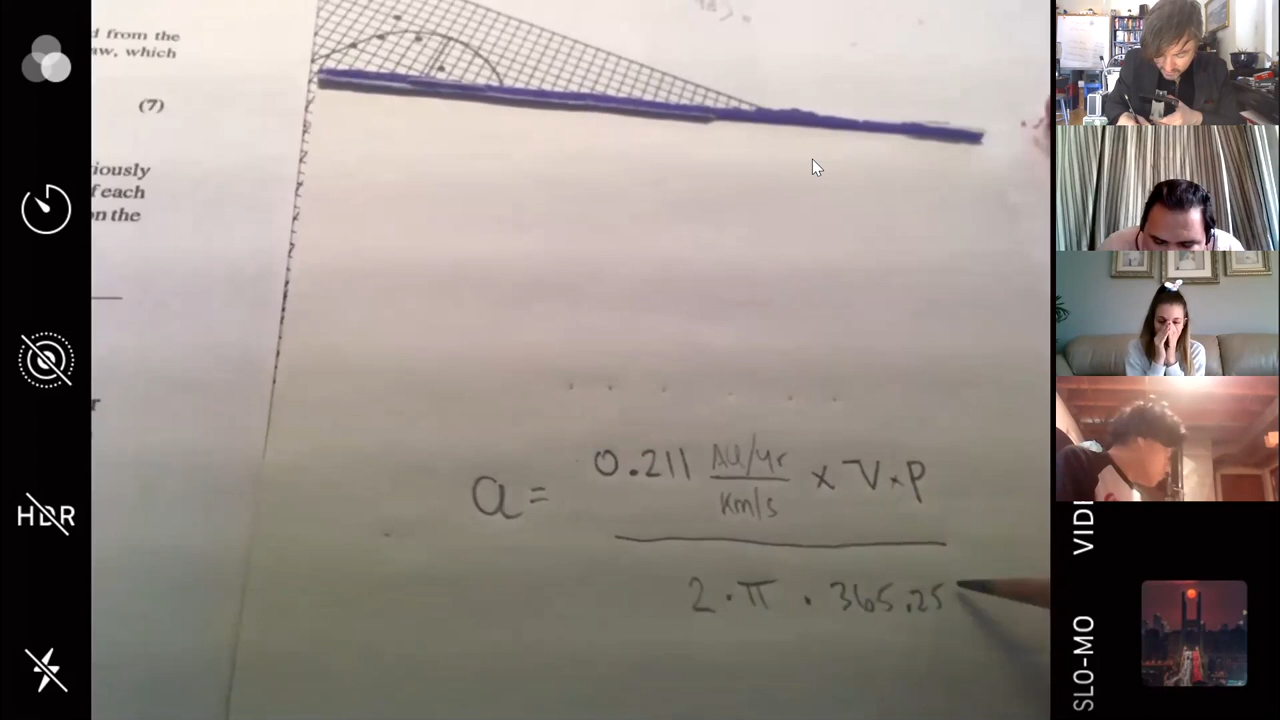 d from the
aw, which
(7)
iously
f each
on the
r
a = 0.211 AU/yr / Km/s x V x P
2 · π · 365.25
HDR
VIDE
SLO-MO